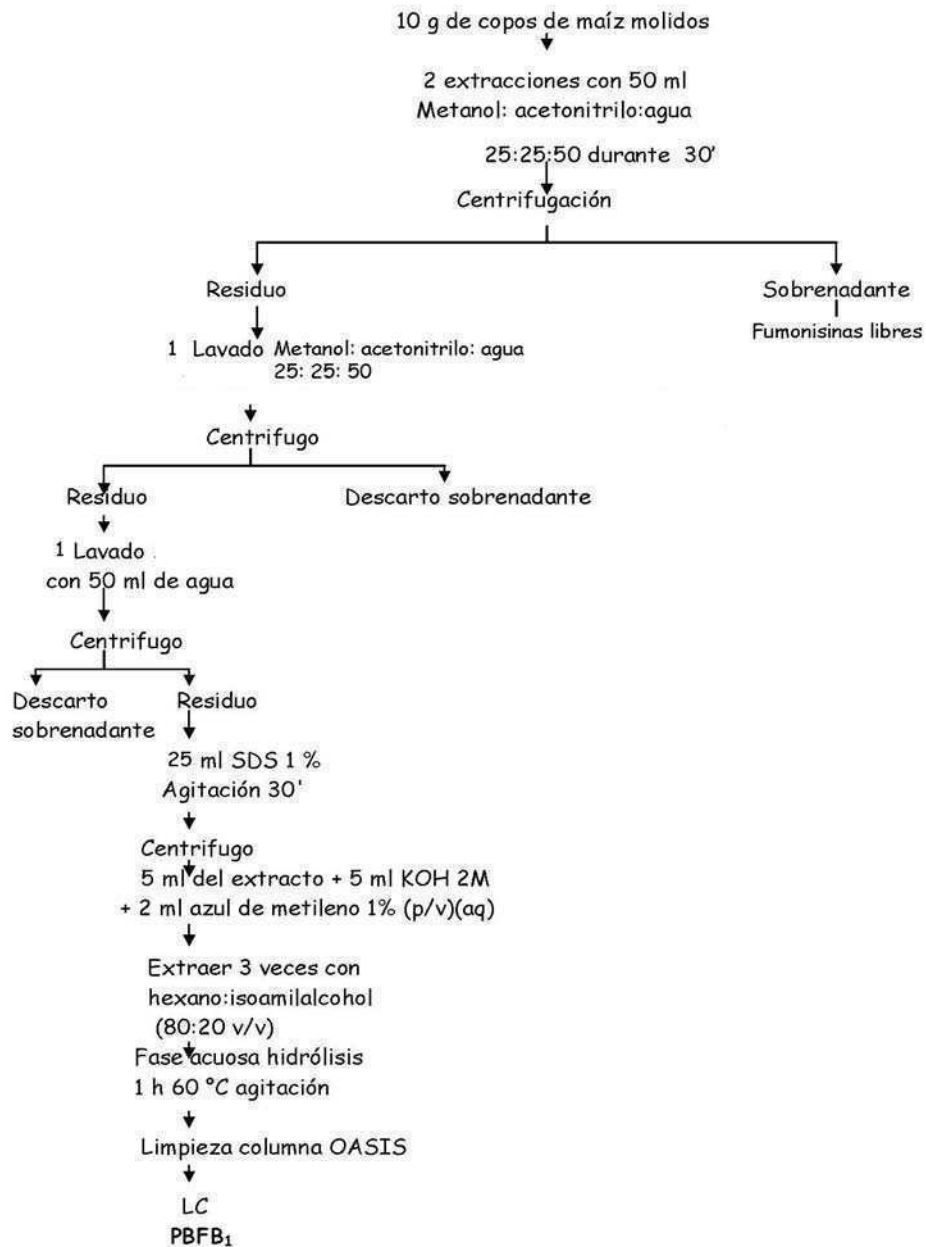 10 g de copos de maíz molidos
2 extracciones con 50 ml
Metanol: acetonitrilo:agua
25:25:50 durante 30'
Centrifugación
Residuo
Sobrenadante
Fumonisinas libres
1 Lavado Metanol: acetonitrilo: agua
25: 25: 50
Centrifugo
Residuo
Descarto sobrenadante
1 Lavado .
con 50 ml de agua
Centrifugo
Descarto
sobrenadante
Residuo
25 ml SDS 1 %
Agitación 30'
Centrifugo
5 ml del extracto + 5 ml KOH 2M
+ 2 ml azul de metileno 1% (p/v)(aq)
Extraer 3 veces con
hexano:isoamilalcohol
(80:20 v/v)
Fase acuosa hidrólisis
1 h 60 ºC agitación
Limpieza columna OASIS
LC
PBFB₁